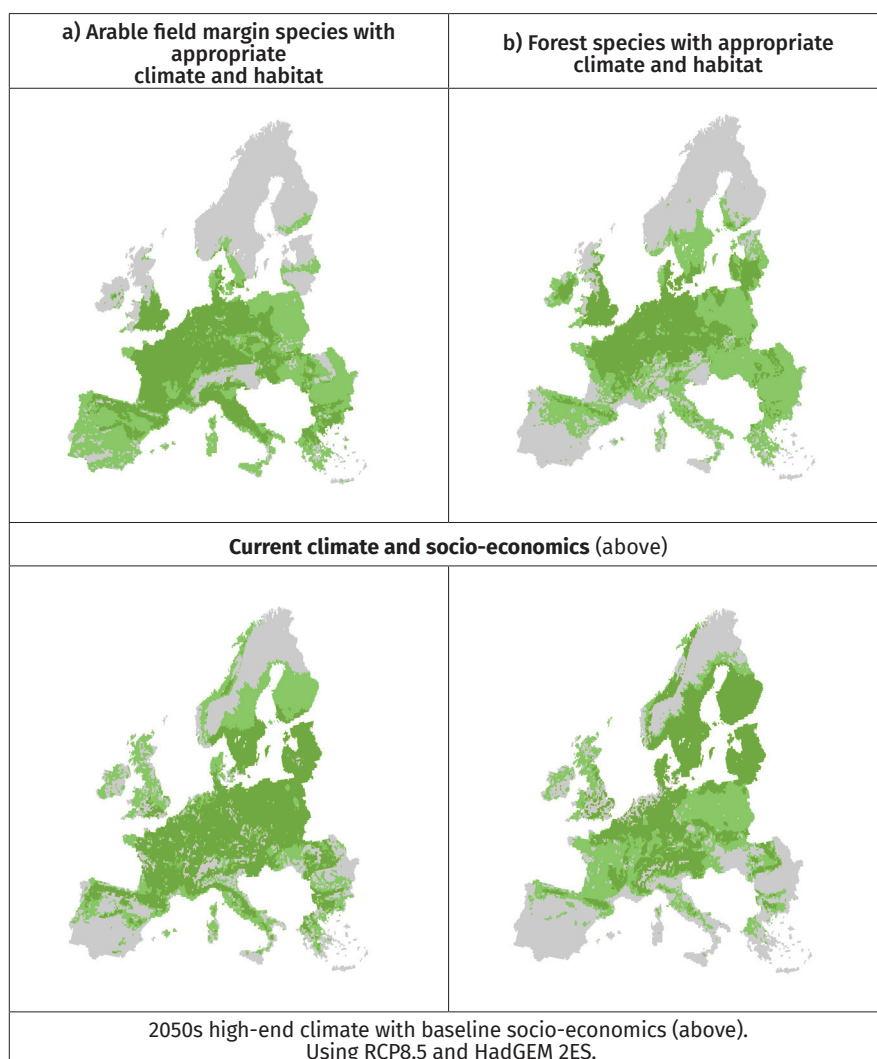 a) Arable field margin species with
appropriate
climate and habitat
b) Forest species with appropriate
climate and habitat
Current climate and socio-economics (above)
2050s high-end climate with baseline socio-economics (above).
Using RCP8.5 and HadGEM 2ES.